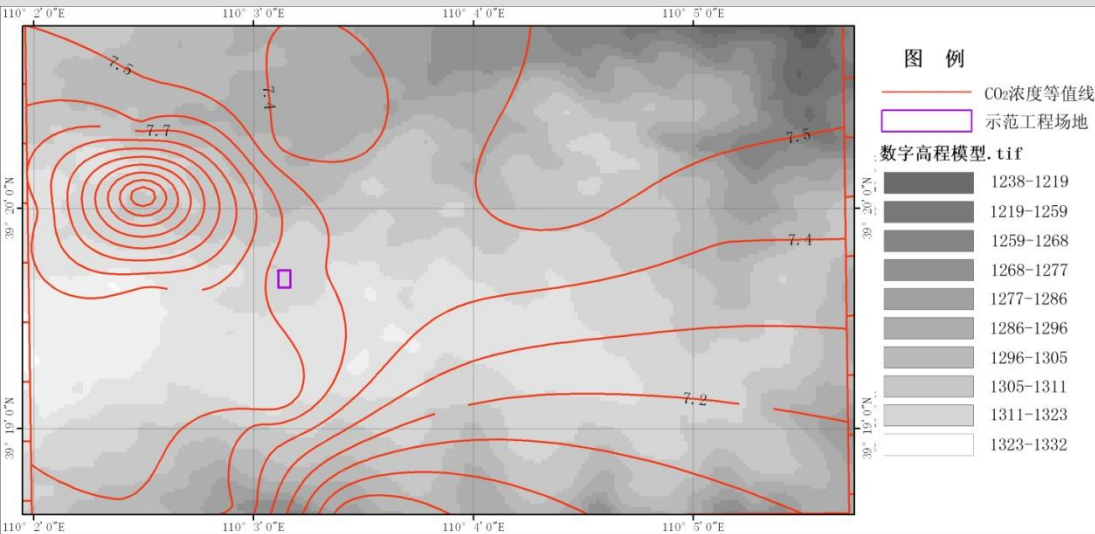 110° 2′ 0″E
110° 3′ 0″E
110° 4′ 0″E
110° 5′ 0″E
7.6
7.4
7.7
7.5
7.4
7.2
39° 20′ 0″N
39° 19′ 0″N
39° 20′ 0″N
39° 19′ 0″N
110° 2′ 0″E
110° 3′ 0″E
110° 4′ 0″E
110° 5′ 0″E
图 例
CO₂浓度等值线
示范工程场地
数字高程模型.tif
1238-1219
1219-1259
1259-1268
1268-1277
1277-1286
1286-1296
1296-1305
1305-1311
1311-1323
1323-1332